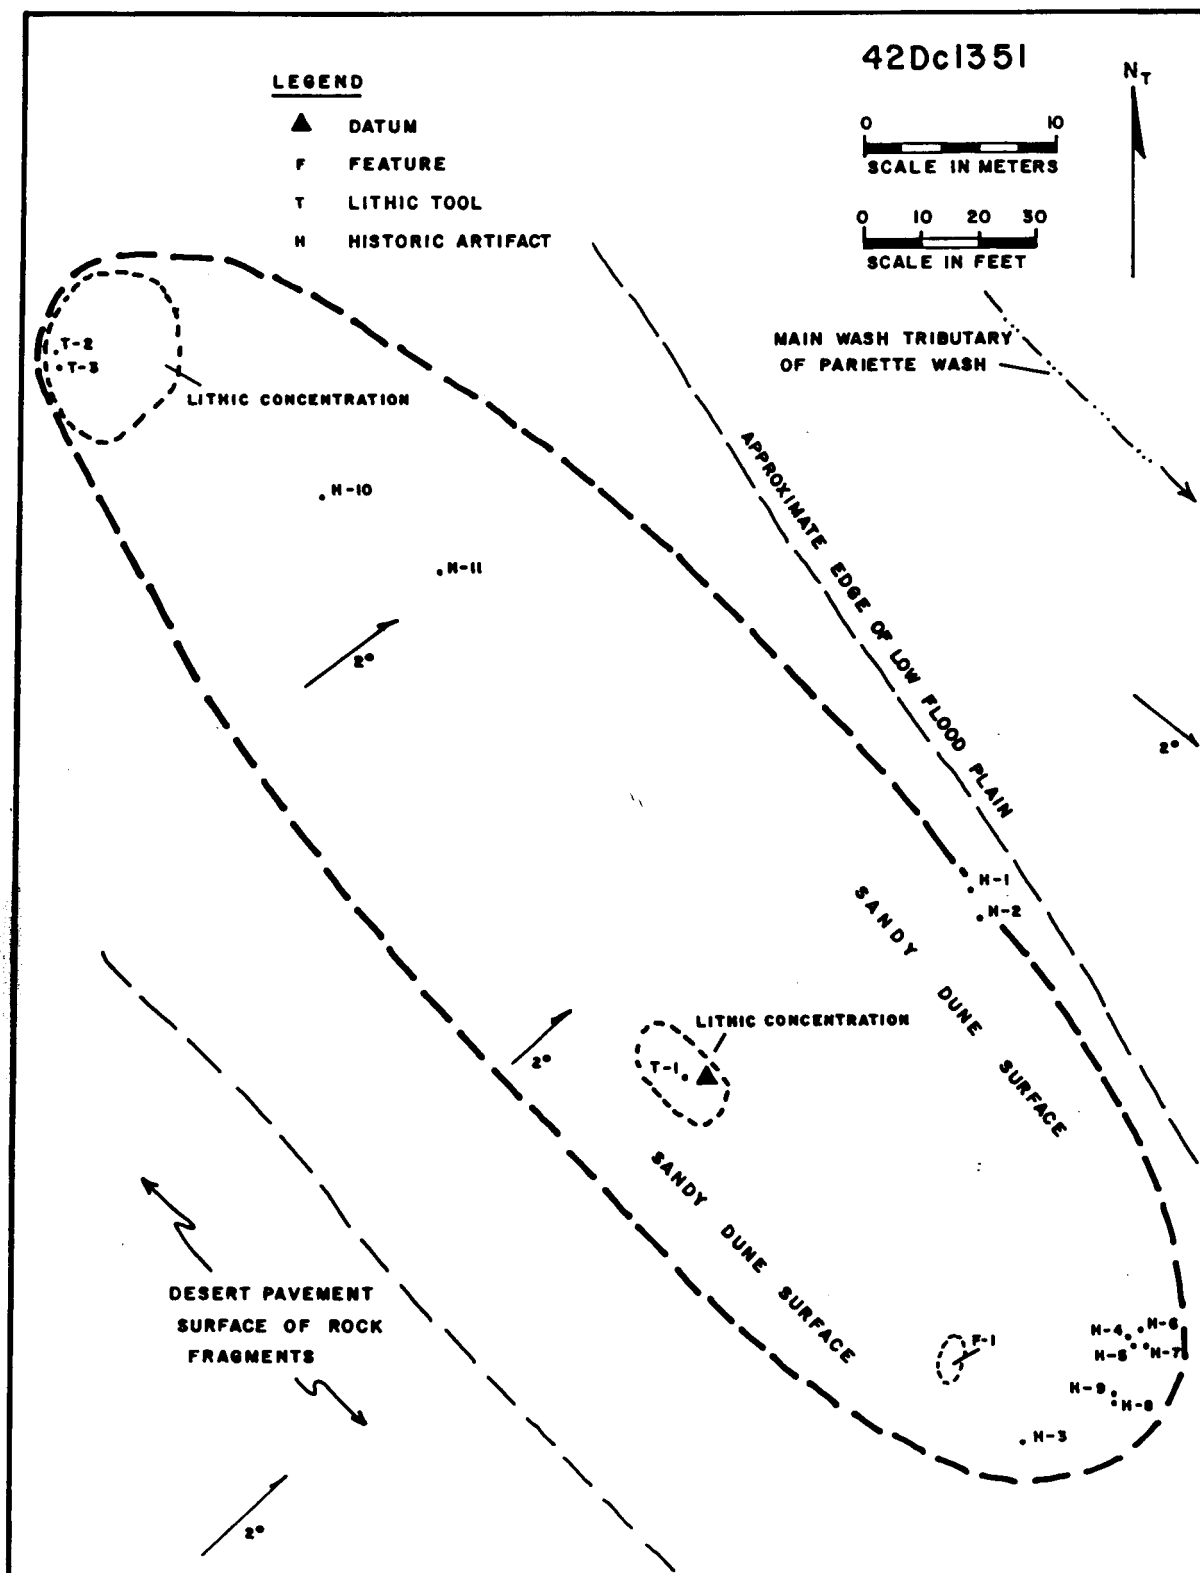 42Dc1351
N T
LEGEND
DATUM
F FEATURE
T LITHIC TOOL
H HISTORIC ARTIFACT
0 10
SCALE IN METERS
0 10 20 30
SCALE IN FEET
MAIN WASH TRIBUTARY
OF PARIETTE WASH
T-2
T-3
LITHIC CONCENTRATION
H-10
H-11
2°
APPROXIMATE EDGE OF LOW FLOOD PLAIN
2°
H-1
H-2
SANDY DUNE SURFACE
LITHIC CONCENTRATION
T-1
2°
SANDY DUNE SURFACE
DESERT PAVEMENT
SURFACE OF ROCK
FRAGMENTS
F-1
H-4
H-6
H-5
H-7
H-9
H-8
H-3
2°